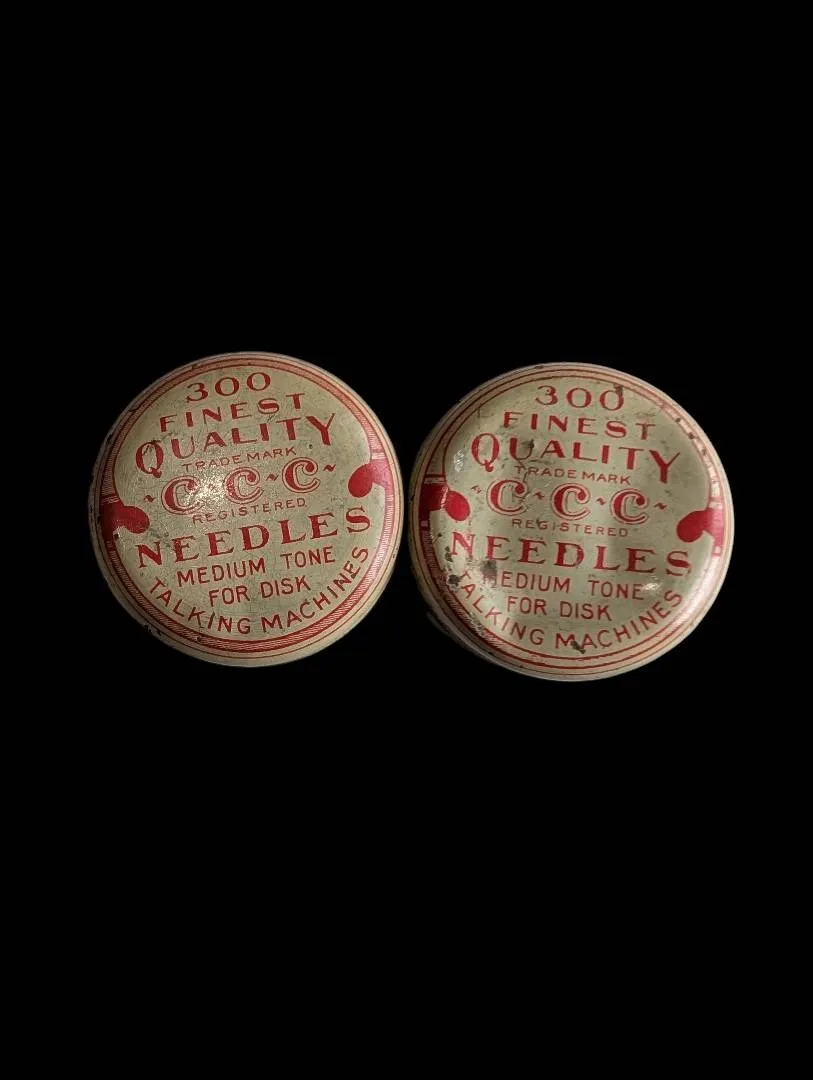 300
FINEST
QUALITY
TRADE MARK
~C~C~C~
REGISTERED
NEEDLES
MEDIUM TONE
FOR DISK
TALKING MACHINES
300
FINEST
QUALITY
TRADE MARK
~C~C~C~
REGISTERED
NEEDLES
MEDIUM TONE
FOR DISK
TALKING MACHINES